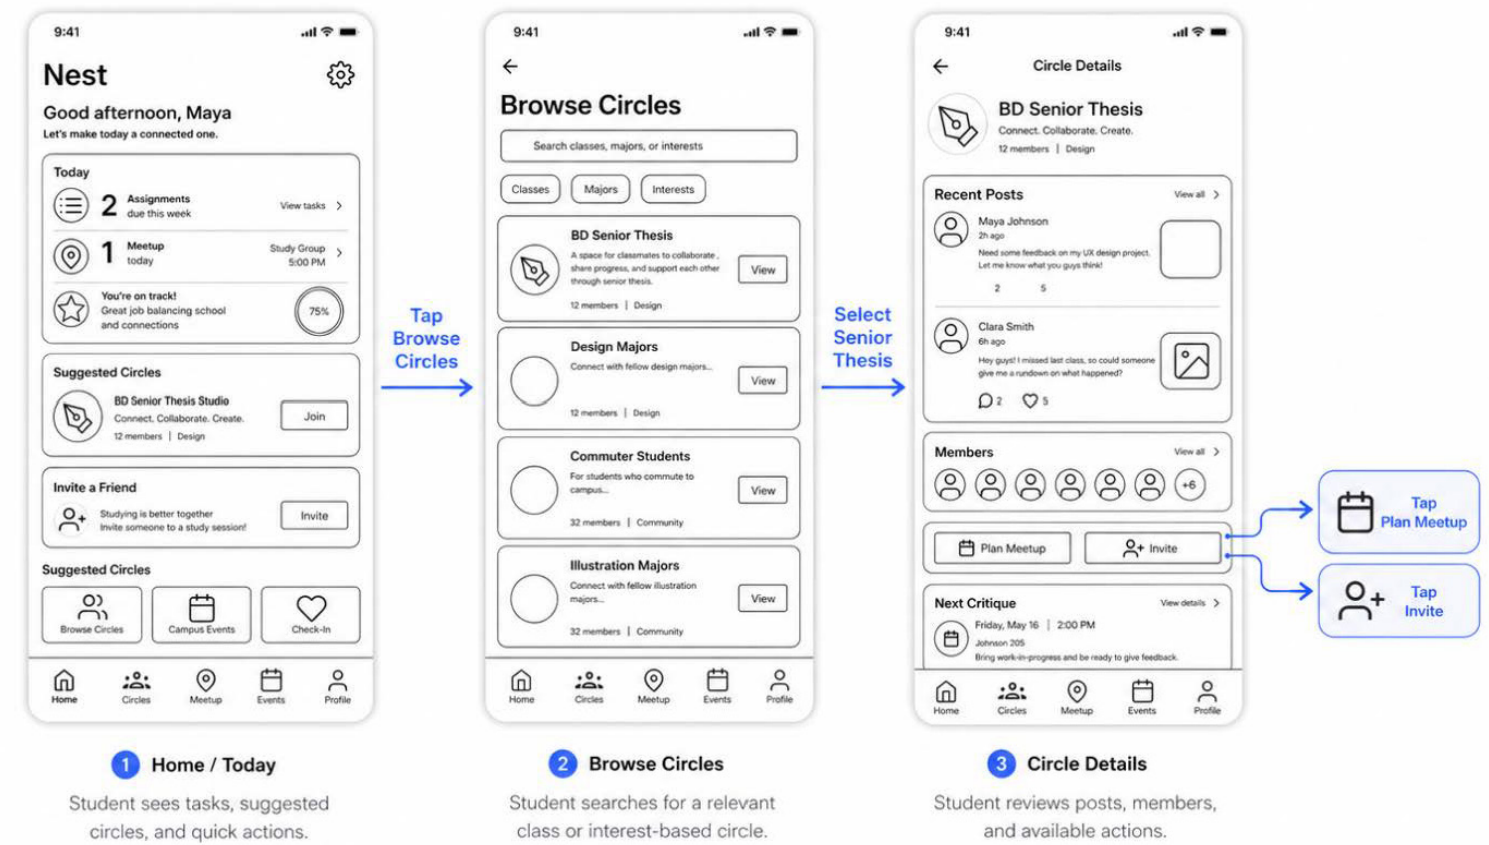 9:41
Nest
Good afternoon, Maya
Let's make today a connected one.
Today
2
Assignments
due this week
View tasks
1
Meetup
today
Study Group
5:00 PM
You're on track!
Great job balancing school
and connections
75%
Suggested Circles
BD Senior Thesis Studio
Connect. Collaborate. Create.
12 members | Design
Join
Invite a Friend
Studying is better together
Invite someone to a study session!
Invite
Suggested Circles
Browse Circles
Campus Events
Check-In
Home
Circles
Meetup
Events
Profile
1 Home / Today
Student sees tasks, suggested
circles, and quick actions.
Tap
Browse
Circles
9:41
Browse Circles
Search classes, majors, or interests
Classes
Majors
Interests
BD Senior Thesis
A space for classmates to collaborate,
share progress, and support each other
through senior thesis.
12 members | Design
View
Design Majors
Connect with fellow design majors...
12 members | Design
View
Commuter Students
For students who commute to
campus...
32 members | Community
View
Illustration Majors
Connect with fellow illustration
majors...
32 members | Community
View
Home
Circles
Meetup
Events
Profile
2 Browse Circles
Student searches for a relevant
class or interest-based circle.
Select
Senior
Thesis
9:41
Circle Details
BD Senior Thesis
Connect. Collaborate. Create.
12 members | Design
Recent Posts
View all
Maya Johnson
2h ago
Need some feedback on my UX design project.
Let me know what you guys think!
2 5
Clara Smith
6h ago
Hey guys! I missed last class, so could someone
give me a rundown on what happened?
2 5
Members
View all
+6
Plan Meetup
Invite
Next Critique
View details
Friday, May 16 | 2:00 PM
Johnson 205
Bring work-in-progress and be ready to give feedback.
Home
Circles
Meetup
Events
Profile
3 Circle Details
Student reviews posts, members,
and available actions.
Tap
Plan Meetup
Tap
Invite